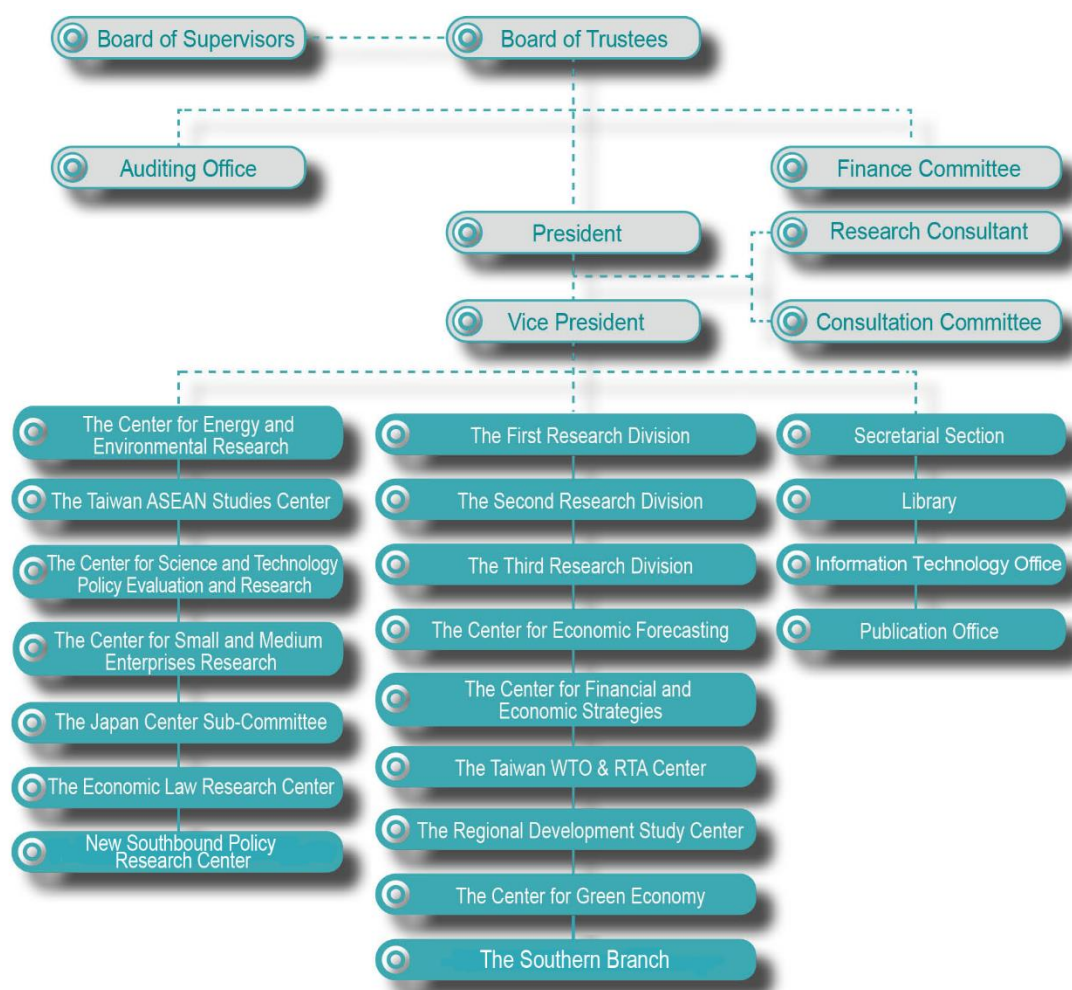 Board of Supervisors
Board of Trustees
Auditing Office
Finance Committee
President
Research Consultant
Vice President
Consultation Committee
The Center for Energy and
Environmental Research
The Taiwan ASEAN Studies Center
The Center for Science and Technology
Policy Evaluation and Research
The Center for Small and Medium
Enterprises Research
The Japan Center Sub-Committee
The Economic Law Research Center
New Southbound Policy
Research Center
The First Research Division
The Second Research Division
The Third Research Division
The Center for Economic Forecasting
The Center for Financial and
Economic Strategies
The Taiwan WTO & RTA Center
The Regional Development Study Center
The Center for Green Economy
The Southern Branch
Secretarial Section
Library
Information Technology Office
Publication Office